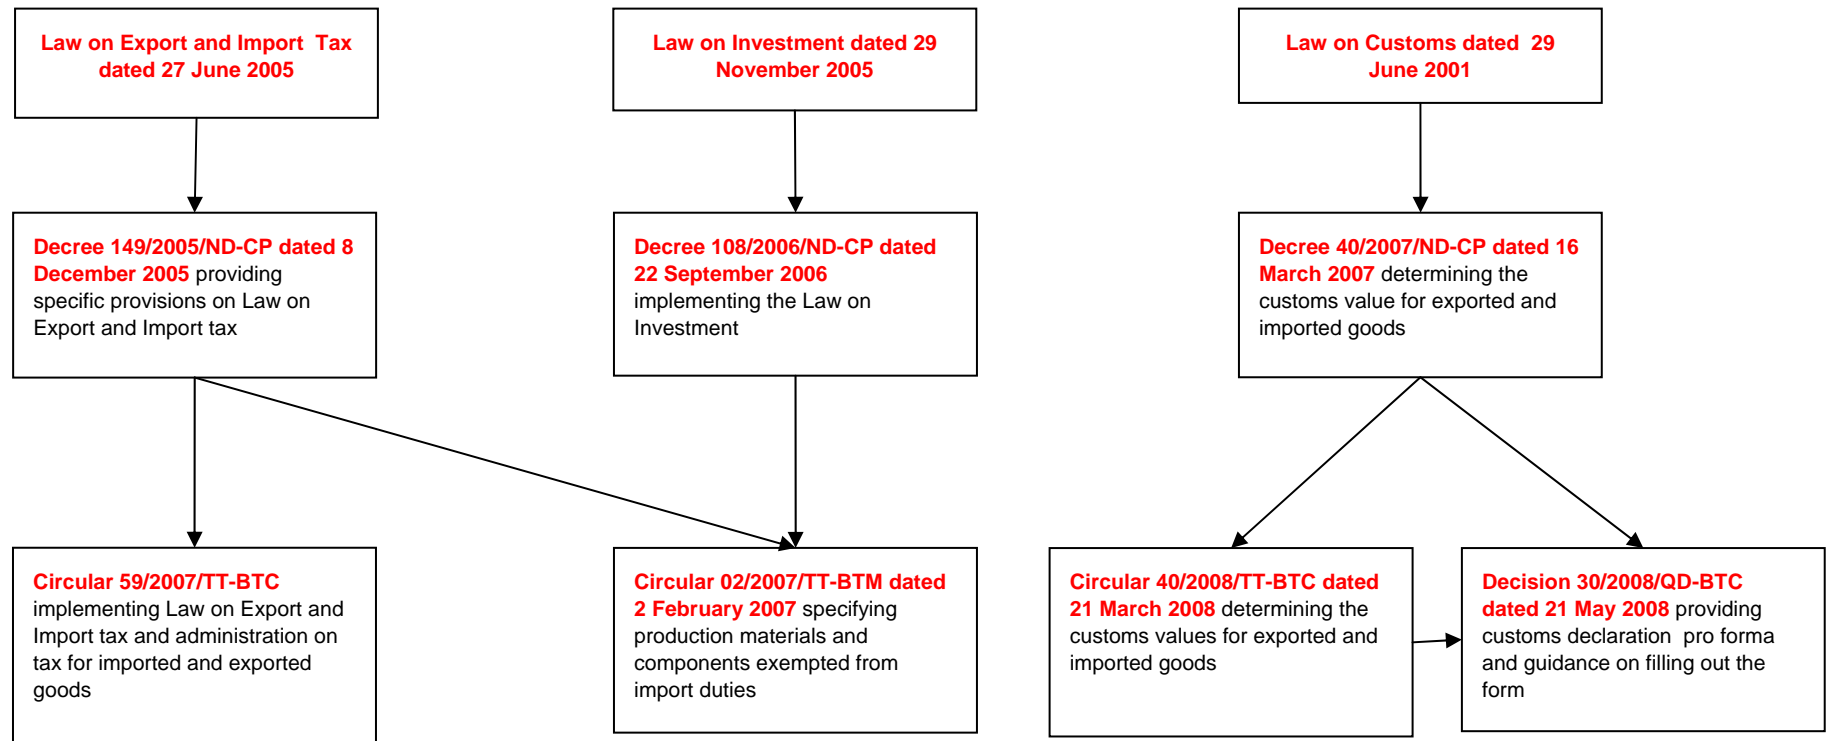 Law on Export and Import  Tax
dated 27 June 2005
Law on Investment dated 29
November 2005
Law on Customs dated  29
June 2001
Decree 149/2005/ND-CP dated 8
December 2005 providing
specific provisions on Law on
Export and Import tax
Decree 108/2006/ND-CP dated
22 September 2006
implementing the Law on
Investment
Decree 40/2007/ND-CP dated 16
March 2007 determining the
customs value for exported and
imported goods
Circular 59/2007/TT-BTC
implementing Law on Export and
Import tax and administration on
tax for imported and exported
goods
Circular 02/2007/TT-BTM dated
2 February 2007 specifying
production materials and
components exempted from
import duties
Circular 40/2008/TT-BTC dated
21 March 2008 determining the
customs values for exported and
imported goods
Decision 30/2008/QD-BTC
dated 21 May 2008 providing
customs declaration  pro forma
and guidance on filling out the
form